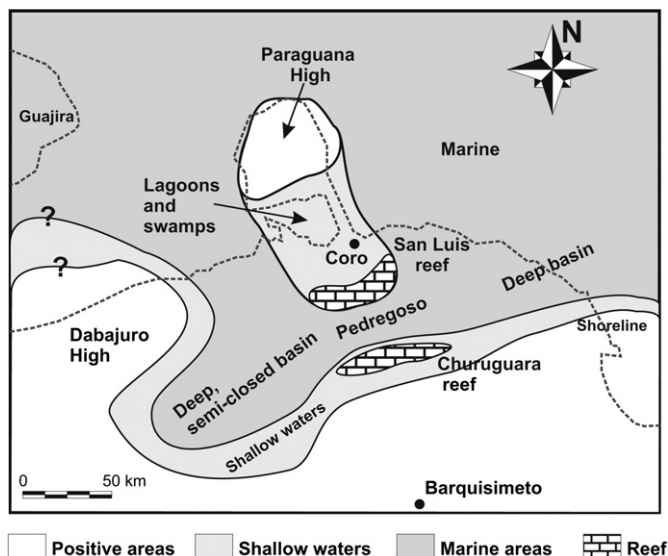 N
Paraguana
High
Guajira
Marine
Lagoons
and
swamps
?
Coro
San Luis
reef
?
Deep basin
Pedregoso
Shoreline
Dabajuro
High
Churuguara
reef
Deep,
semi-closed basin
Shallow waters
0 50 km
Barquisimeto
Positive areas Shallow waters Marine areas Reef